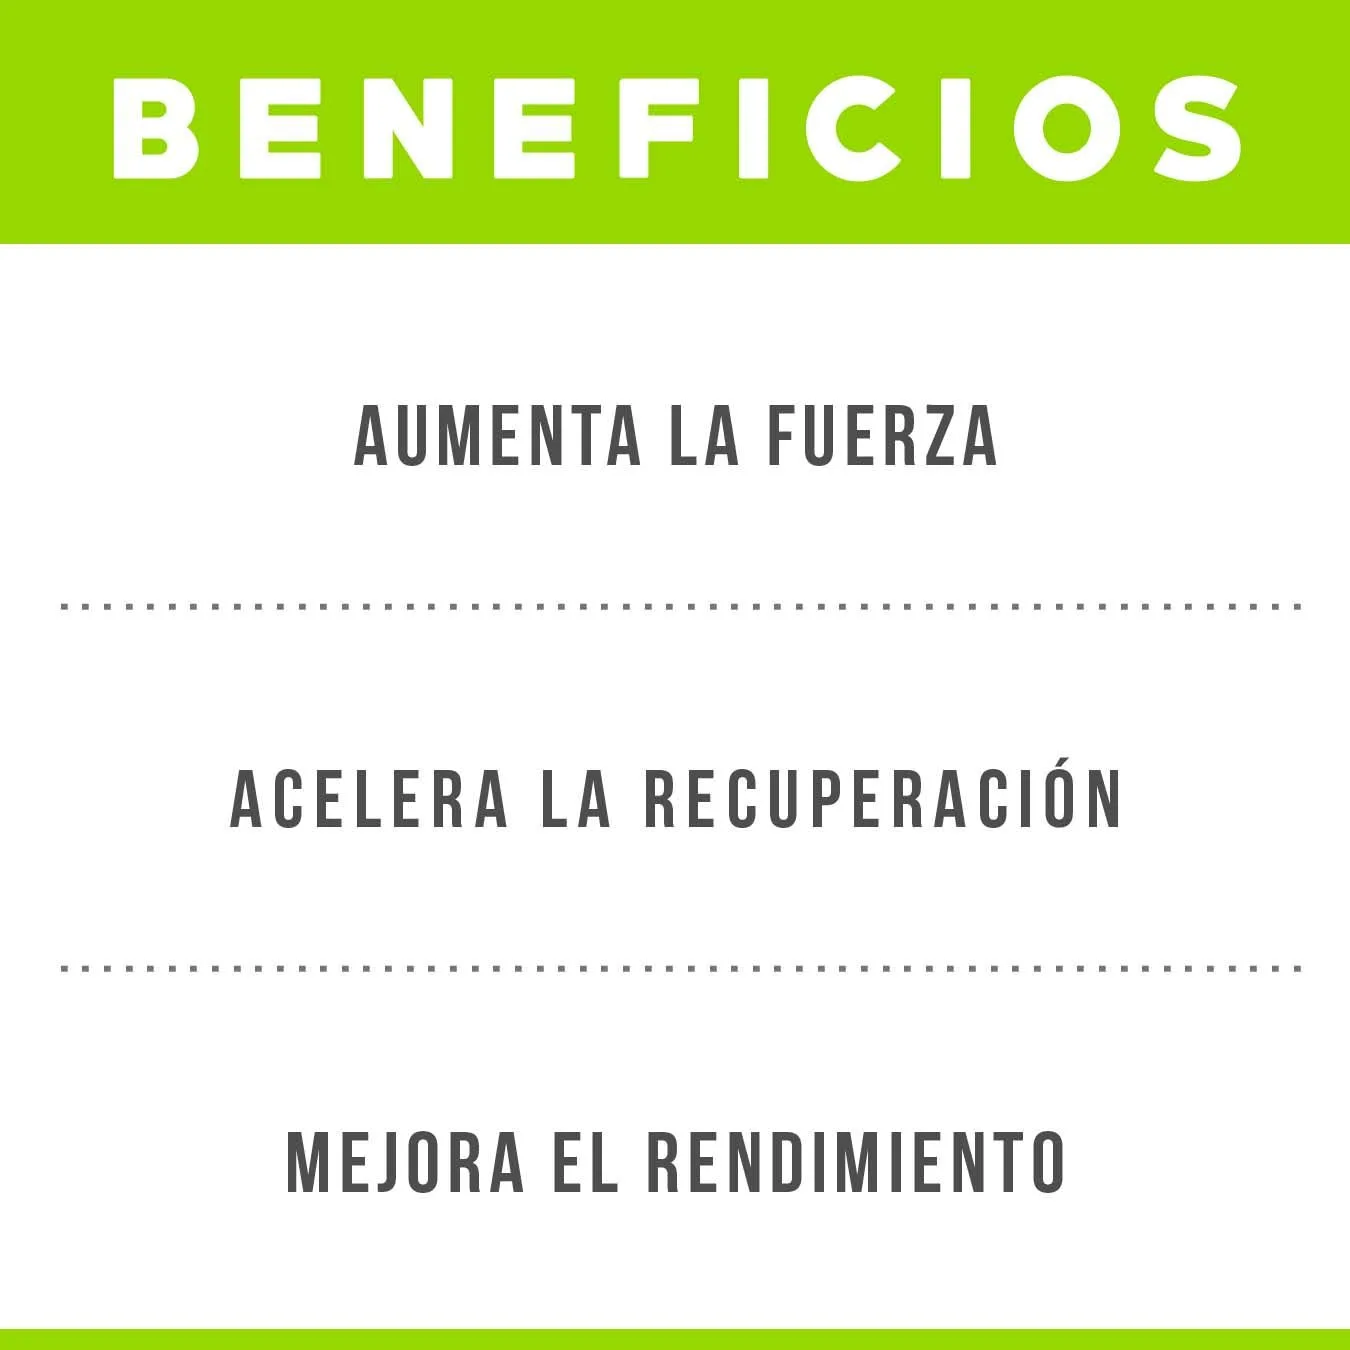 BENEFICIOS
AUMENTA LA FUERZA
ACELERA LA RECUPERACIÓN
MEJORA EL RENDIMIENTO